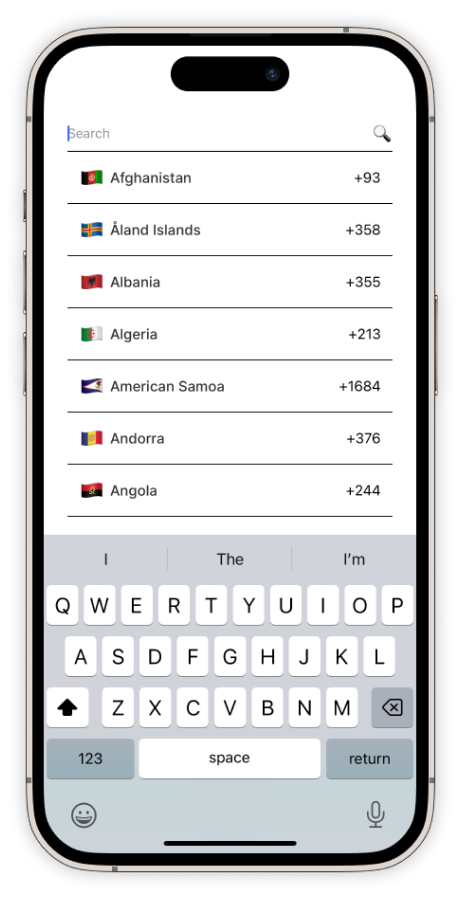 Search
Afghanistan +93
Åland Islands +358
Albania +355
Algeria +213
American Samoa +1684
Andorra +376
Angola +244
I The I'm
Q W E R T Y U I O P
A S D F G H J K L
Z X C V B N M
123 space return